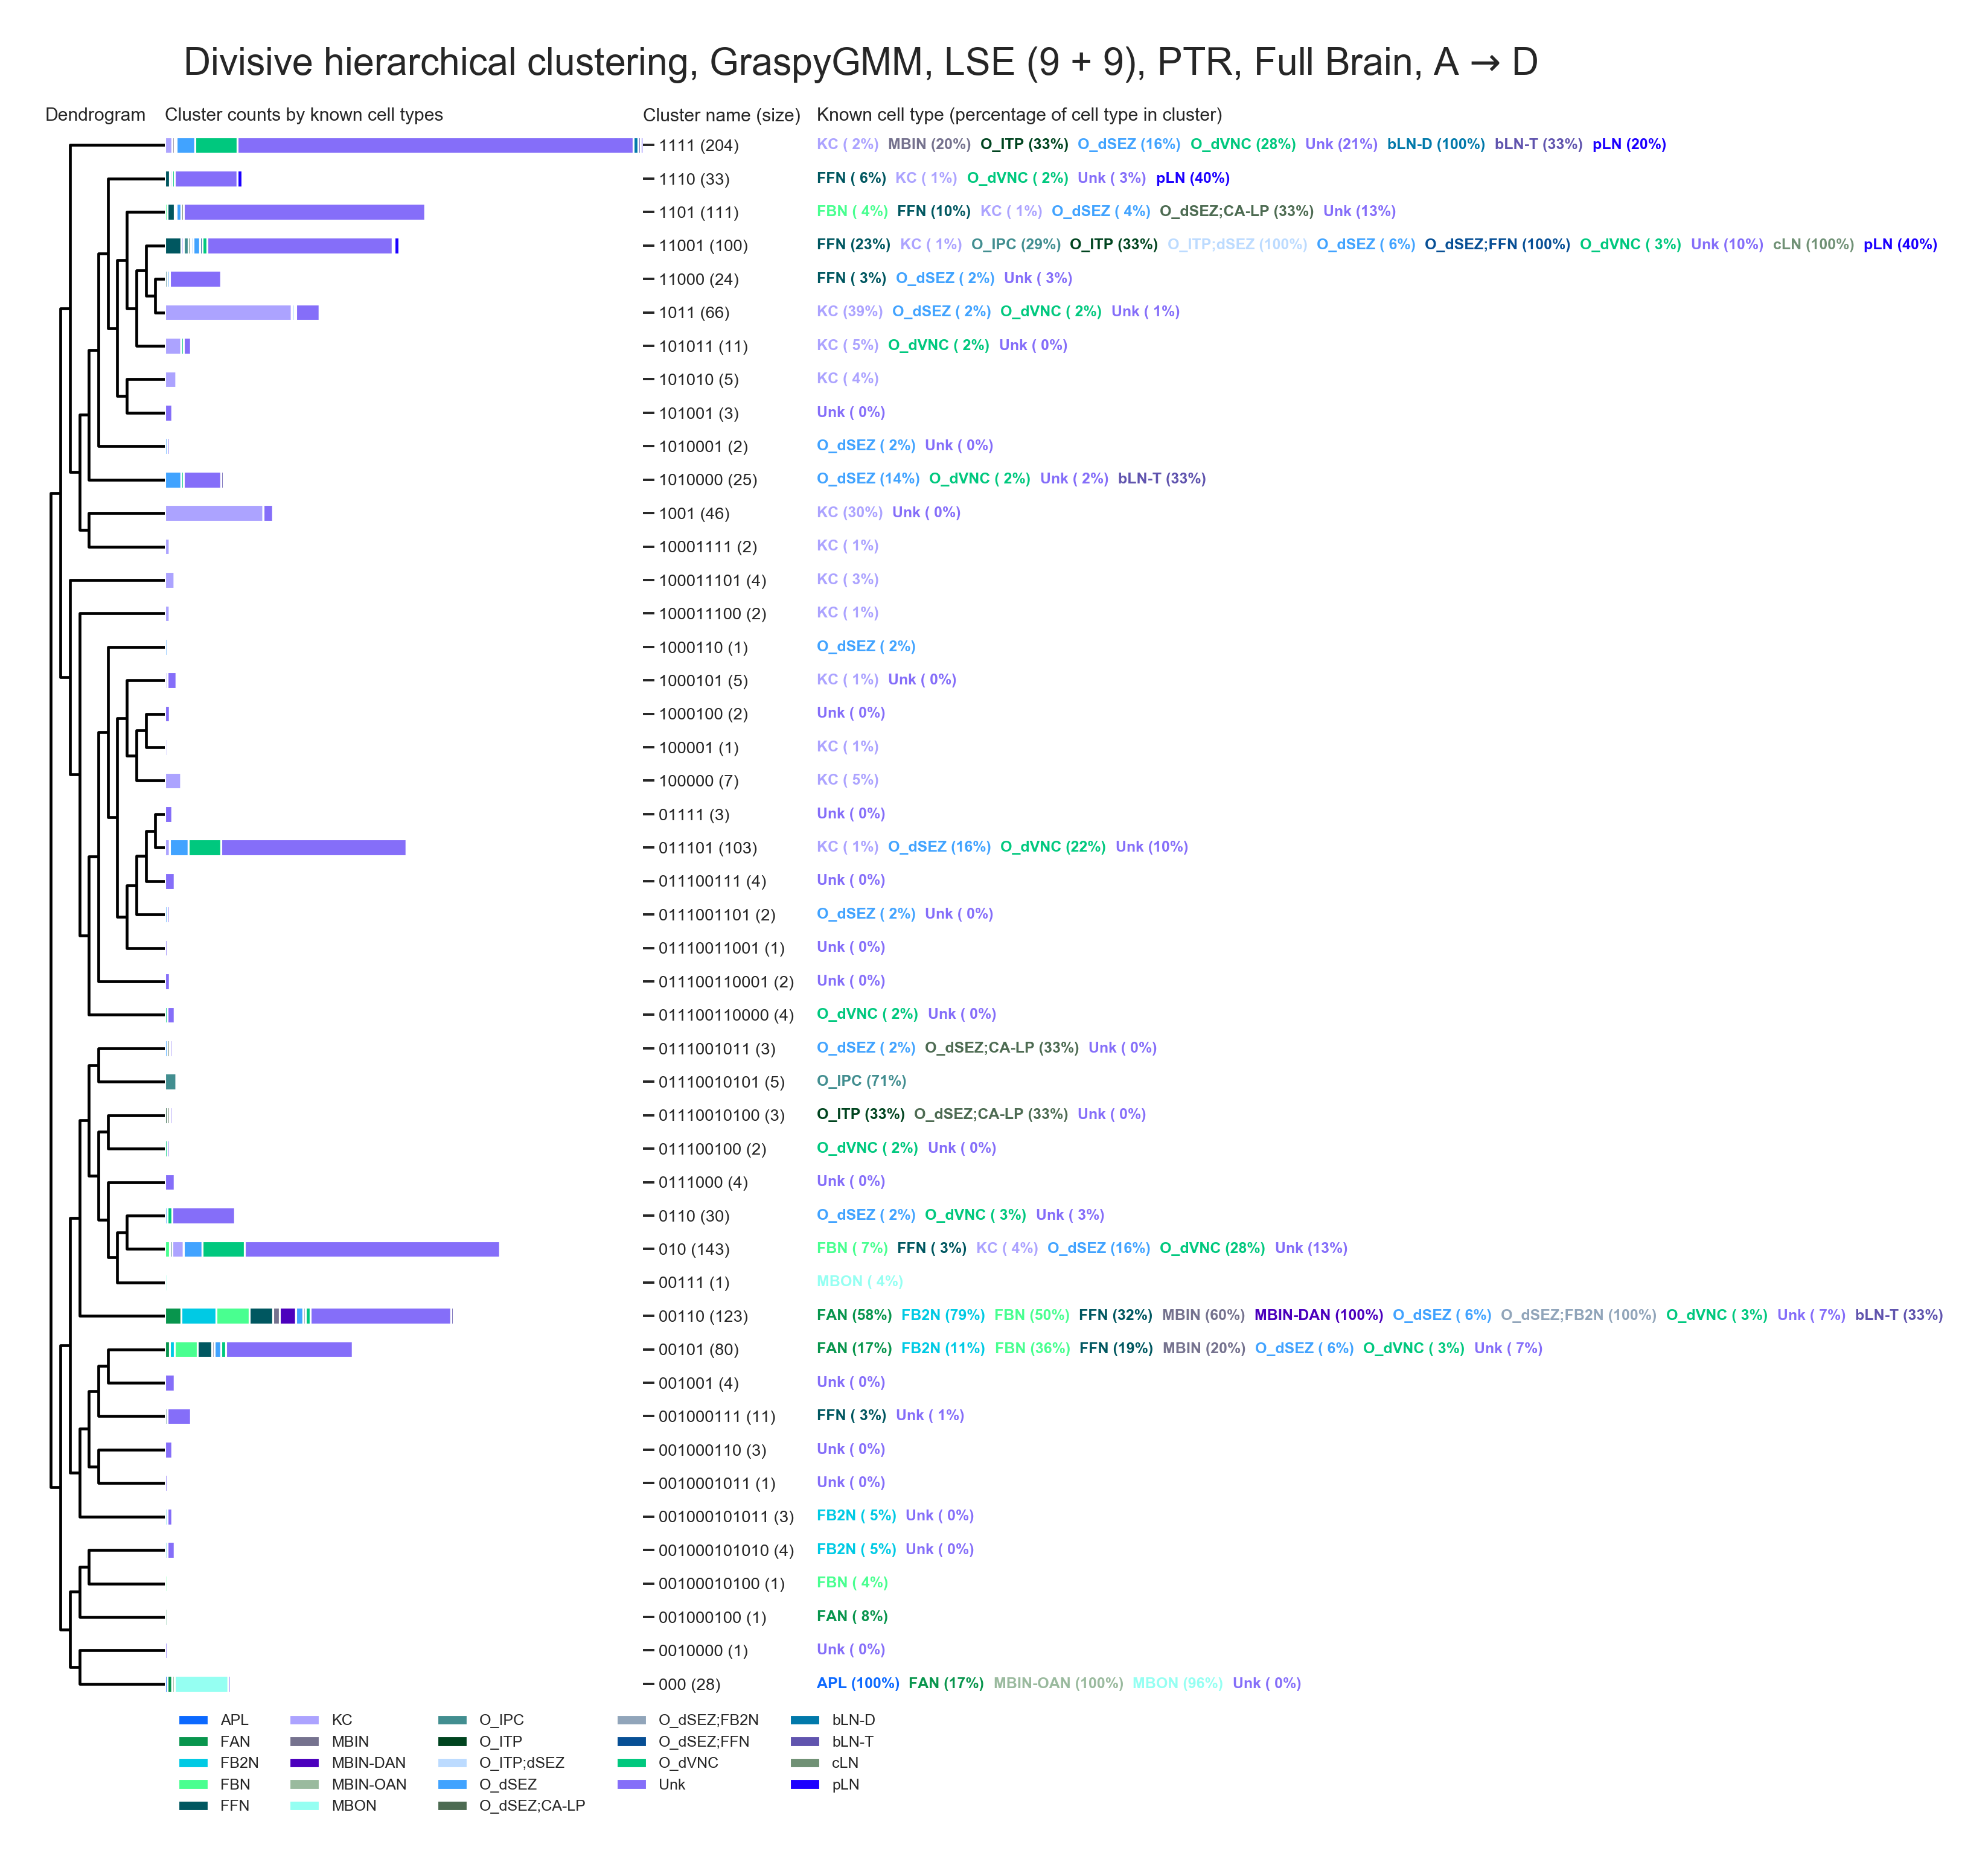 Divisive hierarchical clustering, GraspyGMM, LSE (9 + 9), PTR, Full Brain, A → D
Dendrogram Cluster counts by known cell types Cluster name (size) Known cell type (percentage of cell type in cluster)
1111 (204) KC ( 2%) MBIN (20%) O_ITP (33%) O_dSEZ (16%) O_dVNC (28%) Unk (21%) bLN-D (100%) bLN-T (33%) pLN (20%)
1110 (33) FFN ( 6%) KC ( 1%) O_dVNC ( 2%) Unk ( 3%) pLN (40%)
1101 (111) FBN ( 4%) FFN (10%) KC ( 1%) O_dSEZ ( 4%) O_dSEZ;CA-LP (33%) Unk (13%)
11001 (100) FFN (23%) KC ( 1%) O_IPC (29%) O_ITP (33%) O_ITP;dSEZ (100%) O_dSEZ ( 6%) O_dSEZ;FFN (100%) O_dVNC ( 3%) Unk (10%) cLN (100%) pLN (40%)
11000 (24) FFN ( 3%) O_dSEZ ( 2%) Unk ( 3%)
1011 (66) KC (39%) O_dSEZ ( 2%) O_dVNC ( 2%) Unk ( 1%)
101011 (11) KC ( 5%) O_dVNC ( 2%) Unk ( 0%)
101010 (5) KC ( 4%)
101001 (3) Unk ( 0%)
1010001 (2) O_dSEZ ( 2%) Unk ( 0%)
1010000 (25) O_dSEZ (14%) O_dVNC ( 2%) Unk ( 2%) bLN-T (33%)
1001 (46) KC (30%) Unk ( 0%)
10001111 (2) KC ( 1%)
100011101 (4) KC ( 3%)
100011100 (2) KC ( 1%)
1000110 (1) O_dSEZ ( 2%)
1000101 (5) KC ( 1%) Unk ( 0%)
1000100 (2) Unk ( 0%)
100001 (1) KC ( 1%)
100000 (7) KC ( 5%)
01111 (3) Unk ( 0%)
011101 (103) KC ( 1%) O_dSEZ (16%) O_dVNC (22%) Unk (10%)
011100111 (4) Unk ( 0%)
0111001101 (2) O_dSEZ ( 2%) Unk ( 0%)
01110011001 (1) Unk ( 0%)
011100110001 (2) Unk ( 0%)
011100110000 (4) O_dVNC ( 2%) Unk ( 0%)
0111001011 (3) O_dSEZ ( 2%) O_dSEZ;CA-LP (33%) Unk ( 0%)
01110010101 (5) O_IPC (71%)
01110010100 (3) O_ITP (33%) O_dSEZ;CA-LP (33%) Unk ( 0%)
011100100 (2) O_dVNC ( 2%) Unk ( 0%)
0111000 (4) Unk ( 0%)
0110 (30) O_dSEZ ( 2%) O_dVNC ( 3%) Unk ( 3%)
010 (143) FBN ( 7%) FFN ( 3%) KC ( 4%) O_dSEZ (16%) O_dVNC (28%) Unk (13%)
00111 (1) MBON ( 4%)
00110 (123) FAN (58%) FB2N (79%) FBN (50%) FFN (32%) MBIN (60%) MBIN-DAN (100%) O_dSEZ ( 6%) O_dSEZ;FB2N (100%) O_dVNC ( 3%) Unk ( 7%) bLN-T (33%)
00101 (80) FAN (17%) FB2N (11%) FBN (36%) FFN (19%) MBIN (20%) O_dSEZ ( 6%) O_dVNC ( 3%) Unk ( 7%)
001001 (4) Unk ( 0%)
001000111 (11) FFN ( 3%) Unk ( 1%)
001000110 (3) Unk ( 0%)
0010001011 (1) Unk ( 0%)
001000101011 (3) FB2N ( 5%) Unk ( 0%)
001000101010 (4) FB2N ( 5%) Unk ( 0%)
00100010100 (1) FBN ( 4%)
001000100 (1) FAN ( 8%)
0010000 (1) Unk ( 0%)
000 (28) APL (100%) FAN (17%) MBIN-OAN (100%) MBON (96%) Unk ( 0%)
APL KC O_IPC O_dSEZ;FB2N bLN-D
FAN MBIN O_ITP O_dSEZ;FFN bLN-T
FB2N MBIN-DAN O_ITP;dSEZ O_dVNC cLN
FBN MBIN-OAN O_dSEZ Unk pLN
FFN MBON O_dSEZ;CA-LP